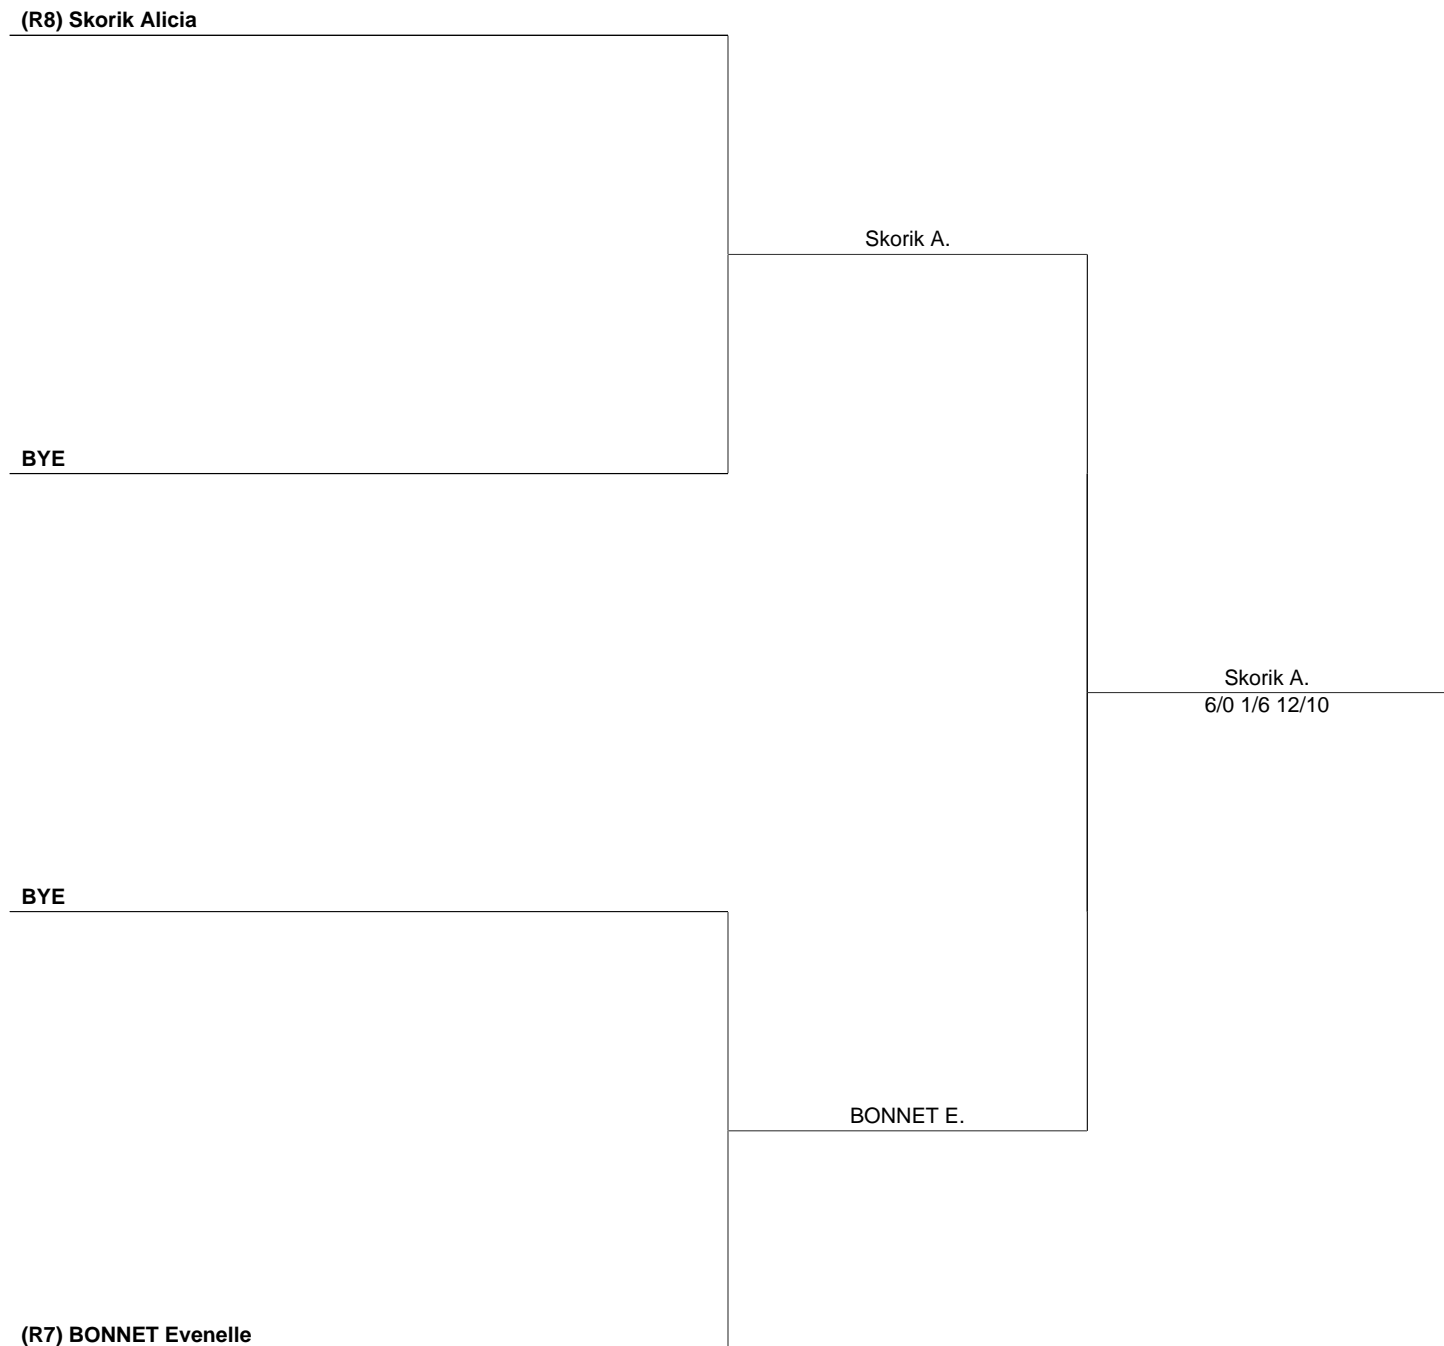 (R8) Skorik Alicia
Skorik A.
BYE
Skorik A.
6/0 1/6 12/10
BYE
BONNET E.
(R7) BONNET Evenelle